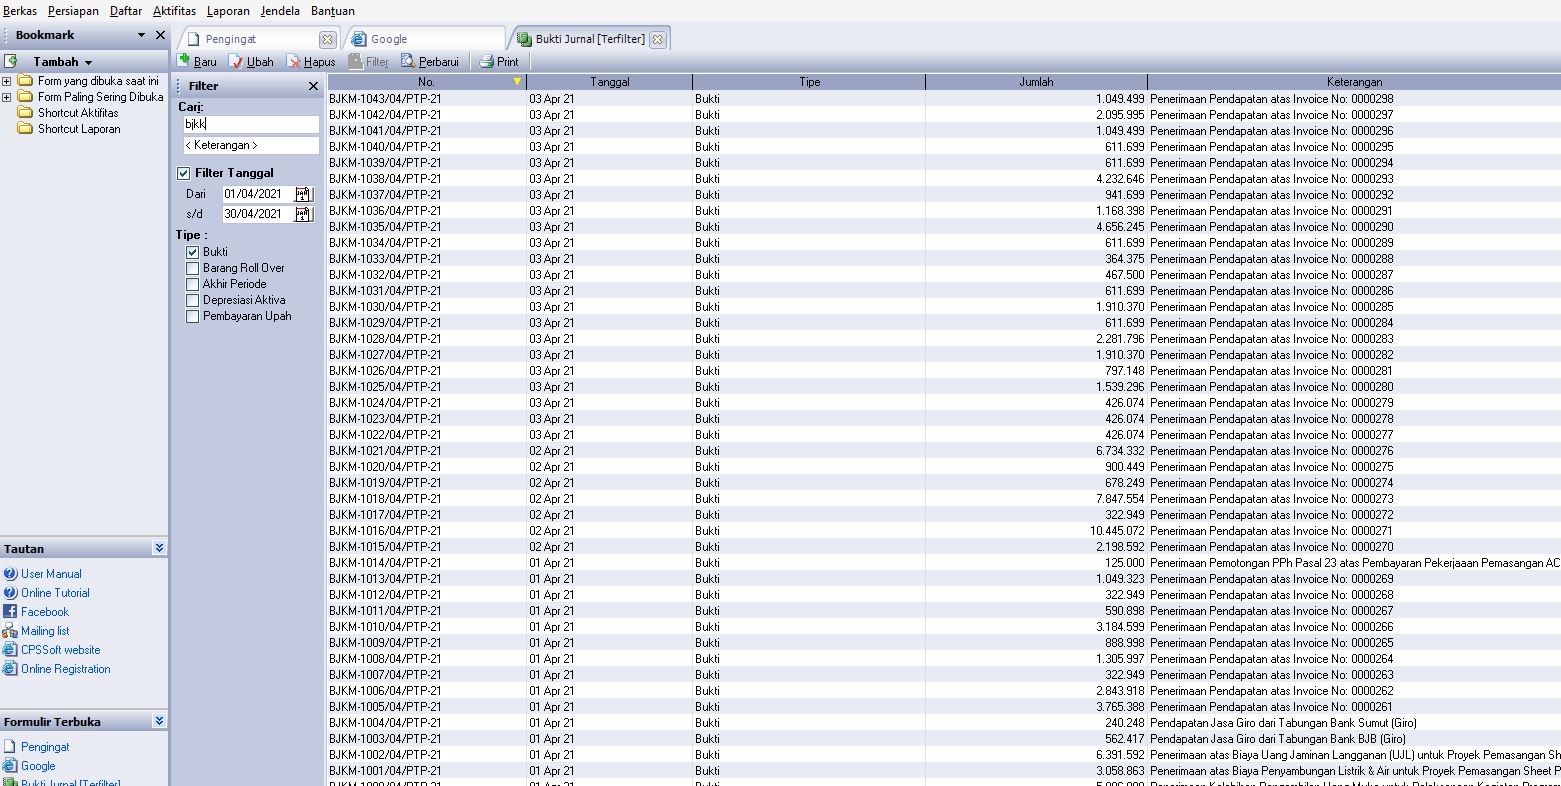 Berkas Persiapan Daftar Aktifitas Laporan Jendela Bantuan
Bookmark
Tambah
Form yang dibuka saat ini
Form Paling Sering Dibuka
Shortcut Aktifitas
Shortcut Laporan
Tautan
User Manual
Online Tutorial
Facebook
Mailing list
CPSSoft website
Online Registration
Formulir Terbuka
Pengingat
Google
Bukti Jurnal [Terfilter]
Pengingat Google Bukti Jurnal [Terfilter]
Baru Ubah Hapus Filter Perbarui Print
Filter
Cari:
bjkk
< Keterangan >
Filter Tanggal
Dari 01/04/2021
s/d 30/04/2021
Tipe :
Bukti
Barang Roll Over
Akhir Periode
Depresiasi Aktiva
Pembayaran Upah
No. Tanggal Tipe Jumlah Keterangan
BJKM-1043/04/PTP-21 03 Apr 21 Bukti 1.049.499 Penerimaan Pendapatan atas Invoice No: 0000298
BJKM-1042/04/PTP-21 03 Apr 21 Bukti 2.095.995 Penerimaan Pendapatan atas Invoice No: 0000297
BJKM-1041/04/PTP-21 03 Apr 21 Bukti 1.049.499 Penerimaan Pendapatan atas Invoice No: 0000296
BJKM-1040/04/PTP-21 03 Apr 21 Bukti 611.699 Penerimaan Pendapatan atas Invoice No: 0000295
BJKM-1039/04/PTP-21 03 Apr 21 Bukti 611.699 Penerimaan Pendapatan atas Invoice No: 0000294
BJKM-1038/04/PTP-21 03 Apr 21 Bukti 4.232.646 Penerimaan Pendapatan atas Invoice No: 0000293
BJKM-1037/04/PTP-21 03 Apr 21 Bukti 941.699 Penerimaan Pendapatan atas Invoice No: 0000292
BJKM-1036/04/PTP-21 03 Apr 21 Bukti 1.168.398 Penerimaan Pendapatan atas Invoice No: 0000291
BJKM-1035/04/PTP-21 03 Apr 21 Bukti 4.656.245 Penerimaan Pendapatan atas Invoice No: 0000290
BJKM-1034/04/PTP-21 03 Apr 21 Bukti 611.699 Penerimaan Pendapatan atas Invoice No: 0000289
BJKM-1033/04/PTP-21 03 Apr 21 Bukti 364.375 Penerimaan Pendapatan atas Invoice No: 0000288
BJKM-1032/04/PTP-21 03 Apr 21 Bukti 467.500 Penerimaan Pendapatan atas Invoice No: 0000287
BJKM-1031/04/PTP-21 03 Apr 21 Bukti 611.699 Penerimaan Pendapatan atas Invoice No: 0000286
BJKM-1030/04/PTP-21 03 Apr 21 Bukti 1.910.370 Penerimaan Pendapatan atas Invoice No: 0000285
BJKM-1029/04/PTP-21 03 Apr 21 Bukti 611.699 Penerimaan Pendapatan atas Invoice No: 0000284
BJKM-1028/04/PTP-21 03 Apr 21 Bukti 2.281.796 Penerimaan Pendapatan atas Invoice No: 0000283
BJKM-1027/04/PTP-21 03 Apr 21 Bukti 1.910.370 Penerimaan Pendapatan atas Invoice No: 0000282
BJKM-1026/04/PTP-21 03 Apr 21 Bukti 797.148 Penerimaan Pendapatan atas Invoice No: 0000281
BJKM-1025/04/PTP-21 03 Apr 21 Bukti 1.539.296 Penerimaan Pendapatan atas Invoice No: 0000280
BJKM-1024/04/PTP-21 03 Apr 21 Bukti 426.074 Penerimaan Pendapatan atas Invoice No: 0000279
BJKM-1023/04/PTP-21 03 Apr 21 Bukti 426.074 Penerimaan Pendapatan atas Invoice No: 0000278
BJKM-1022/04/PTP-21 03 Apr 21 Bukti 426.074 Penerimaan Pendapatan atas Invoice No: 0000277
BJKM-1021/04/PTP-21 02 Apr 21 Bukti 6.734.332 Penerimaan Pendapatan atas Invoice No: 0000276
BJKM-1020/04/PTP-21 02 Apr 21 Bukti 900.449 Penerimaan Pendapatan atas Invoice No: 0000275
BJKM-1019/04/PTP-21 02 Apr 21 Bukti 678.249 Penerimaan Pendapatan atas Invoice No: 0000274
BJKM-1018/04/PTP-21 02 Apr 21 Bukti 7.847.554 Penerimaan Pendapatan atas Invoice No: 0000273
BJKM-1017/04/PTP-21 02 Apr 21 Bukti 322.949 Penerimaan Pendapatan atas Invoice No: 0000272
BJKM-1016/04/PTP-21 02 Apr 21 Bukti 10.445.072 Penerimaan Pendapatan atas Invoice No: 0000271
BJKM-1015/04/PTP-21 02 Apr 21 Bukti 2.198.592 Penerimaan Pendapatan atas Invoice No: 0000270
BJKM-1014/04/PTP-21 01 Apr 21 Bukti 125.000 Penerimaan Pemotongan PPh Pasal 23 atas Pembayaran Pekerjaaan Pemasangan AC
BJKM-1013/04/PTP-21 01 Apr 21 Bukti 1.049.323 Penerimaan Pendapatan atas Invoice No: 0000269
BJKM-1012/04/PTP-21 01 Apr 21 Bukti 322.949 Penerimaan Pendapatan atas Invoice No: 0000268
BJKM-1011/04/PTP-21 01 Apr 21 Bukti 590.898 Penerimaan Pendapatan atas Invoice No: 0000267
BJKM-1010/04/PTP-21 01 Apr 21 Bukti 3.184.599 Penerimaan Pendapatan atas Invoice No: 0000266
BJKM-1009/04/PTP-21 01 Apr 21 Bukti 888.998 Penerimaan Pendapatan atas Invoice No: 0000265
BJKM-1008/04/PTP-21 01 Apr 21 Bukti 1.305.997 Penerimaan Pendapatan atas Invoice No: 0000264
BJKM-1007/04/PTP-21 01 Apr 21 Bukti 322.949 Penerimaan Pendapatan atas Invoice No: 0000263
BJKM-1006/04/PTP-21 01 Apr 21 Bukti 2.843.918 Penerimaan Pendapatan atas Invoice No: 0000262
BJKM-1005/04/PTP-21 01 Apr 21 Bukti 3.765.388 Penerimaan Pendapatan atas Invoice No: 0000261
BJKM-1004/04/PTP-21 01 Apr 21 Bukti 240.248 Pendapatan Jasa Giro dari Tabungan Bank Sumut (Giro)
BJKM-1003/04/PTP-21 01 Apr 21 Bukti 562.417 Pendapatan Jasa Giro dari Tabungan Bank BJB (Giro)
BJKM-1002/04/PTP-21 01 Apr 21 Bukti 6.391.592 Penerimaan atas Biaya Uang Jaminan Langganan (UJL) untuk Proyek Pemasangan Sh
BJKM-1001/04/PTP-21 01 Apr 21 Bukti 3.058.863 Penerimaan atas Biaya Penyambungan Listrik & Air untuk Proyek Pemasangan Sheet P